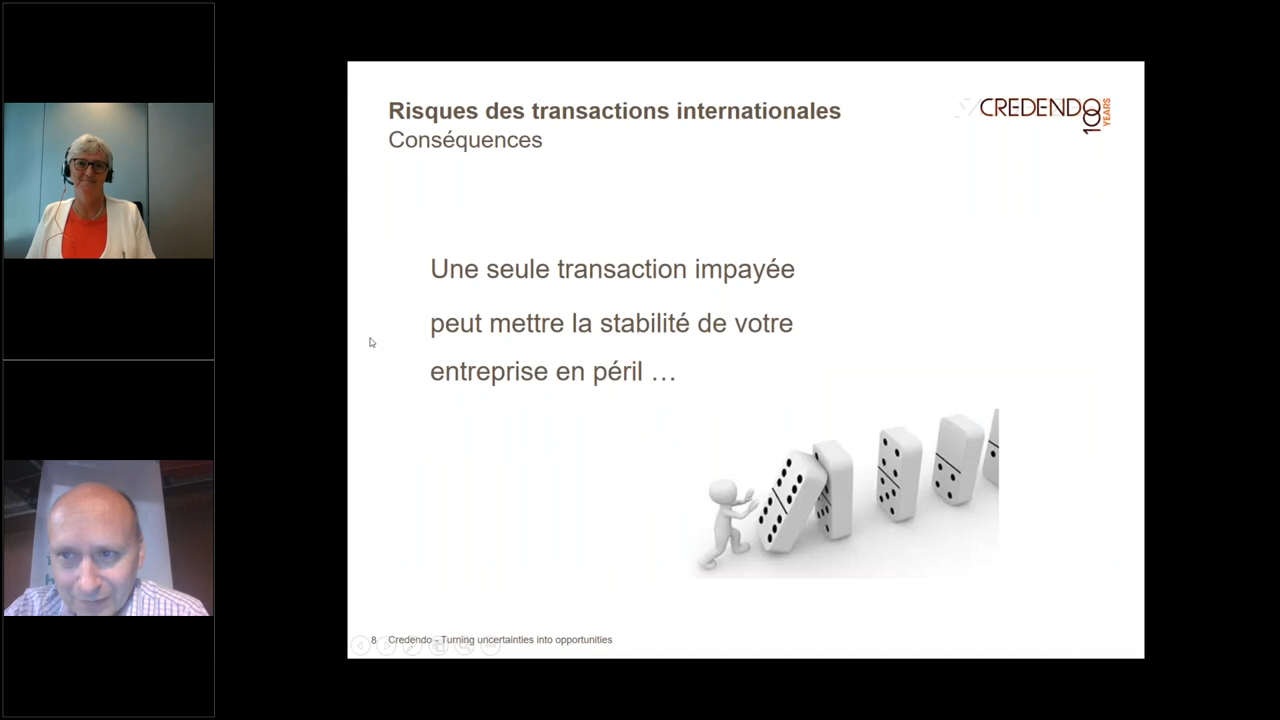 Risques des transactions internationales
Conséquences
CREDENDO
10 YEARS
Une seule transaction impayée
peut mettre la stabilité de votre
entreprise en péril …
8 Credendo - Turning uncertainties into opportunities